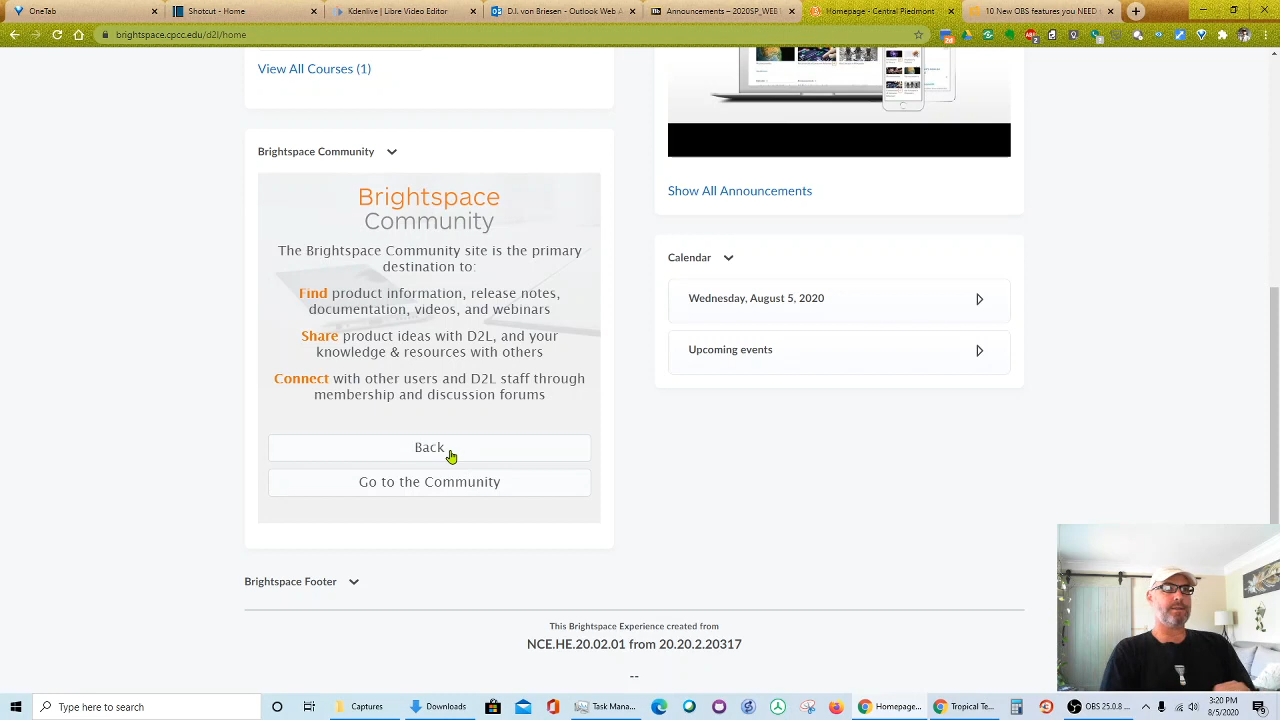 OneTab
Shotcut - Home
D.I. von Briesen - Outlook Web A
Announcements - 2020SP_WEB
Homepage - Central Piedmont
10 New OBS features you NEED
brightspace.cpcc.edu/d2l/home
View All Courses (1)
Brightspace Community
Brightspace
Community
The Brightspace Community site is the primary
destination to:
Find product information, release notes,
documentation, videos, and webinars
Share product ideas with D2L, and your
knowledge & resources with others
Connect with other users and D2L staff through
membership and discussion forums
Back
Go to the Community
Show All Announcements
Calendar
Wednesday, August 5, 2020
Upcoming events
Brightspace Footer
This Brightspace Experience created from
NCE.HE.20.02.01 from 20.20.2.20317
--
Type here to search
Captures
Downloads
Task Mana...
Homepage...
Tropical Te...
OBS 25.0.8 ...
3:20 PM
8/5/2020